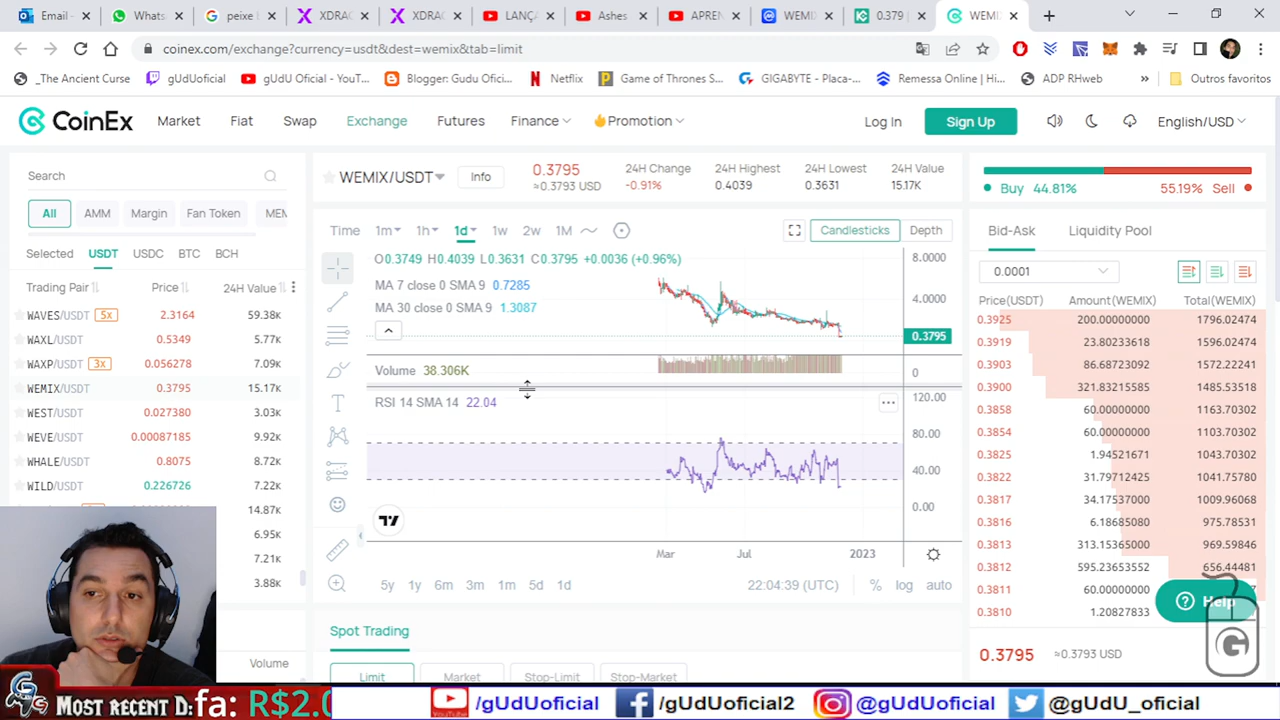 Email -
Whats
peixe l
XDRAC
XDRAC
LANÇA
Ashes
APREN
WEMI
0.379
WEMI
coinex.com/exchange?currency=usdt&dest=wemix&tab=limit
_The Ancient Curse
gUdUoficial
gUdU Oficial - YouT...
Blogger: Gudu Ofici...
Netflix
Game of Thrones S...
GIGABYTE - Placa-...
Remessa Online | Hi...
ADP RHweb
»
Outros favoritos
CoinEx
Market
Fiat
Swap
Exchange
Futures
Finance
Promotion
Log In
Sign Up
English/USD
Search
All
AMM
Margin
Fan Token
Selected
USDT
USDC
BTC
BCH
Trading Pair
Price
24H Value
WAVES/USDT 5x 2.3164 59.38K
WAXL/USDT 0.5349 5.77K
WAXP/USDT 3x 0.056278 7.09K
WEMIX/USDT 0.3795 15.17K
WEST/USDT 0.027380 3.03K
WEVE/USDT 0.00087185 9.92K
WHALE/USDT 0.8075 8.72K
WILD/USDT 0.226726 7.22K
14.87K
6.95K
7.21K
3.88K
Volume
WEMIX/USDT
Info
0.3795
≈0.3793 USD
24H Change
-0.91%
24H Highest
0.4039
24H Lowest
0.3631
24H Value
15.17K
Time
1m
1h
1d
1w
2w
1M
Candlesticks
Depth
O0.3749 H0.4039 L0.3631 C0.3795 +0.0036 (+0.96%)
MA 7 close 0 SMA 9 0.7285
MA 30 close 0 SMA 9 1.3087
8.0000
4.0000
0.3795
Volume 38.306K
0
RSI 14 SMA 14 22.04
120.00
80.00
40.00
0.00
Mar
Jul
2023
5y
1y
6m
3m
1m
5d
1d
22:04:39 (UTC)
%
log
auto
Spot Trading
Limit
Market
Stop-Limit
Stop-Market
Buy 44.81%
55.19% Sell
Bid-Ask
Liquidity Pool
0.0001
Price(USDT) Amount(WEMIX) Total(WEMIX)
0.3925 200.00000000 1796.02474
0.3919 23.80233618 1596.02474
0.3903 86.68723092 1572.22241
0.3900 321.83215585 1485.53518
0.3858 60.00000000 1163.70302
0.3854 60.00000000 1103.70302
0.3825 1.94521671 1043.70302
0.3822 31.79712425 1041.75780
0.3817 34.17537000 1009.96068
0.3816 6.18685080 975.78531
0.3813 313.15365000 969.59846
0.3812 595.23653552 656.44481
0.3811 60.00000000
0.3810 1.20827833
Help
G
0.3795
≈0.3793 USD
Most recent D:
fa: R$2.0
/gUdUoficial
/gUdUoficial2
@gUdUoficial
@gUdU_oficial